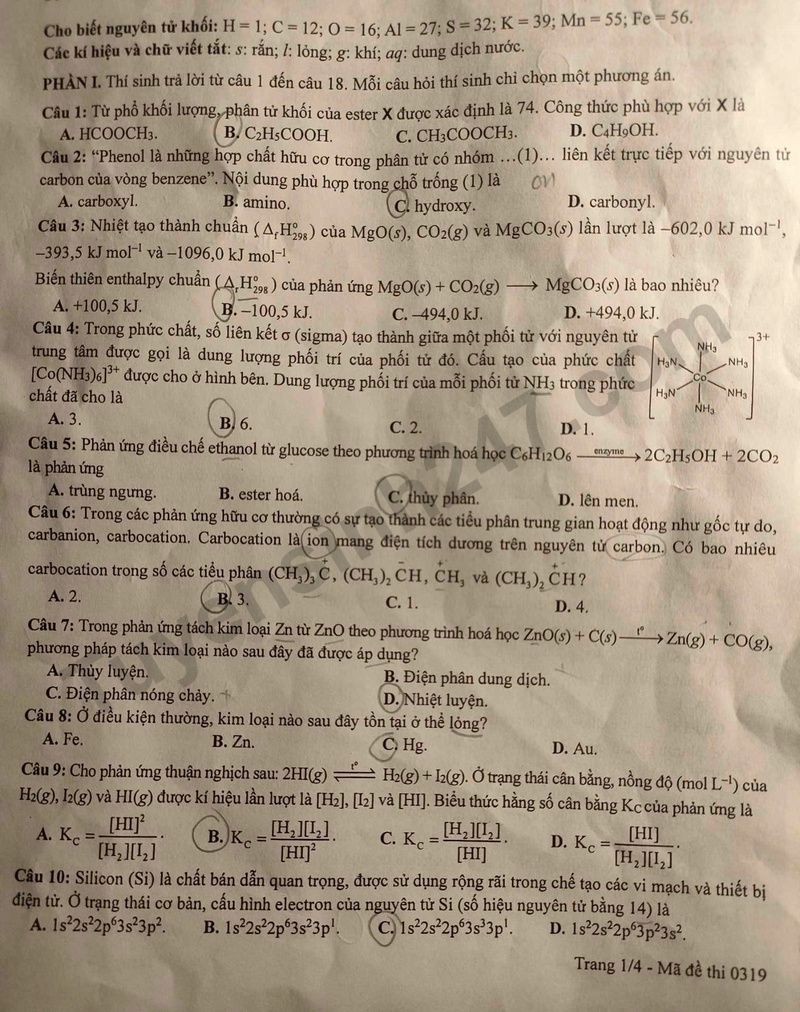 Cho biết nguyên tử khối: H = 1; C = 12; O = 16; Al = 27; S = 32; K = 39; Mn = 55; Fe = 56.
Các kí hiệu và chữ viết tắt: s: rắn; l: lỏng; g: khí; aq: dung dịch nước.
PHẦN I. Thí sinh trả lời từ câu 1 đến câu 18. Mỗi câu hỏi thí sinh chỉ chọn một phương án.
Câu 1: Từ phổ khối lượng, phân tử khối của ester X được xác định là 74. Công thức phù hợp với X là
A. HCOOCH₃. B. C₂H₅COOH. C. CH₃COOCH₃. D. C₄H₉OH.
Câu 2: “Phenol là những hợp chất hữu cơ trong phân tử có nhóm …(1)… liên kết trực tiếp với nguyên tử
carbon của vòng benzene”. Nội dung phù hợp trong chỗ trống (1) là
A. carboxyl. B. amino. C. hydroxy. D. carbonyl.
Câu 3: Nhiệt tạo thành chuẩn (ΔfH°₂₉₈) của MgO(s), CO₂(g) và MgCO₃(s) lần lượt là –602,0 kJ mol⁻¹,
–393,5 kJ mol⁻¹ và –1096,0 kJ mol⁻¹.
Biến thiên enthalpy chuẩn (ΔrH°₂₉₈) của phản ứng MgO(s) + CO₂(g) ⟶ MgCO₃(s) là bao nhiêu?
A. +100,5 kJ. B. –100,5 kJ. C. –494,0 kJ. D. +494,0 kJ.
Câu 4: Trong phức chất, số liên kết σ (sigma) tạo thành giữa một phối tử với nguyên tử
trung tâm được gọi là dung lượng phối trí của phối tử đó. Cấu tạo của phức chất
[Co(NH₃)₆]³⁺ được cho ở hình bên. Dung lượng phối trí của mỗi phối tử NH₃ trong phức
chất đã cho là
NH₃ 3+
H₃N NH₃
Co
H₃N NH₃
NH₃
A. 3. B. 6. C. 2. D. 1.
Câu 5: Phản ứng điều chế ethanol từ glucose theo phương trình hoá học C₆H₁₂O₆ —enzyme→ 2C₂H₅OH + 2CO₂
là phản ứng
A. trùng ngưng. B. ester hoá. C. thủy phân. D. lên men.
Câu 6: Trong các phản ứng hữu cơ thường có sự tạo thành các tiểu phân trung gian hoạt động như gốc tự do,
carbanion, carbocation. Carbocation là ion mang điện tích dương trên nguyên tử carbon. Có bao nhiêu
carbocation trong số các tiểu phân (CH₃)₃C⁺, (CH₃)₂C̄H, C⁺H₃ và (CH₃)₂C⁺H?
A. 2. B. 3. C. 1. D. 4.
Câu 7: Trong phản ứng tách kim loại Zn từ ZnO theo phương trình hoá học ZnO(s) + C(s) —t°→ Zn(g) + CO(g),
phương pháp tách kim loại nào sau đây đã được áp dụng?
A. Thủy luyện. B. Điện phân dung dịch.
C. Điện phân nóng chảy. D. Nhiệt luyện.
Câu 8: Ở điều kiện thường, kim loại nào sau đây tồn tại ở thể lỏng?
A. Fe. B. Zn. C. Hg. D. Au.
Câu 9: Cho phản ứng thuận nghịch sau: 2HI(g) ⇌ (t°) H₂(g) + I₂(g). Ở trạng thái cân bằng, nồng độ (mol L⁻¹) của
H₂(g), I₂(g) và HI(g) được kí hiệu lần lượt là [H₂], [I₂] và [HI]. Biểu thức hằng số cân bằng Kc của phản ứng là
A. K_C = [HI]²/[H₂][I₂]. B. K_C = [H₂][I₂]/[HI]². C. K_C = [H₂][I₂]/[HI]. D. K_C = [HI]/[H₂][I₂].
Câu 10: Silicon (Si) là chất bán dẫn quan trọng, được sử dụng rộng rãi trong chế tạo các vi mạch và thiết bị
điện tử. Ở trạng thái cơ bản, cấu hình electron của nguyên tử Si (số hiệu nguyên tử bằng 14) là
A. 1s²2s²2p⁶3s²3p². B. 1s²2s²2p⁶3s²3p¹. C. 1s²2s²2p⁶3s³3p¹. D. 1s²2s²2p⁶3p²3s².
Trang 1/4 - Mã đề thi 0319